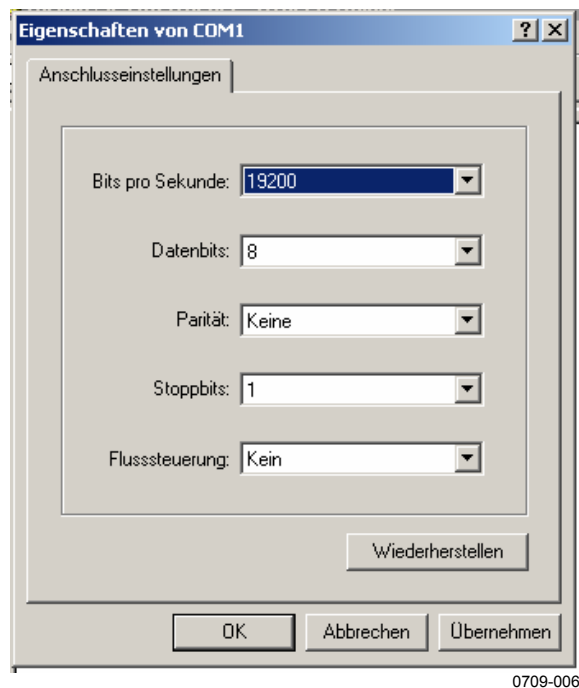 Eigenschaften von COM1
Anschlusseinstellungen
Bits pro Sekunde: 19200
Datenbits: 8
Parität: Keine
Stoppbits: 1
Flusssteuerung: Kein
Wiederherstellen
OK Abbrechen Übernehmen
0709-006